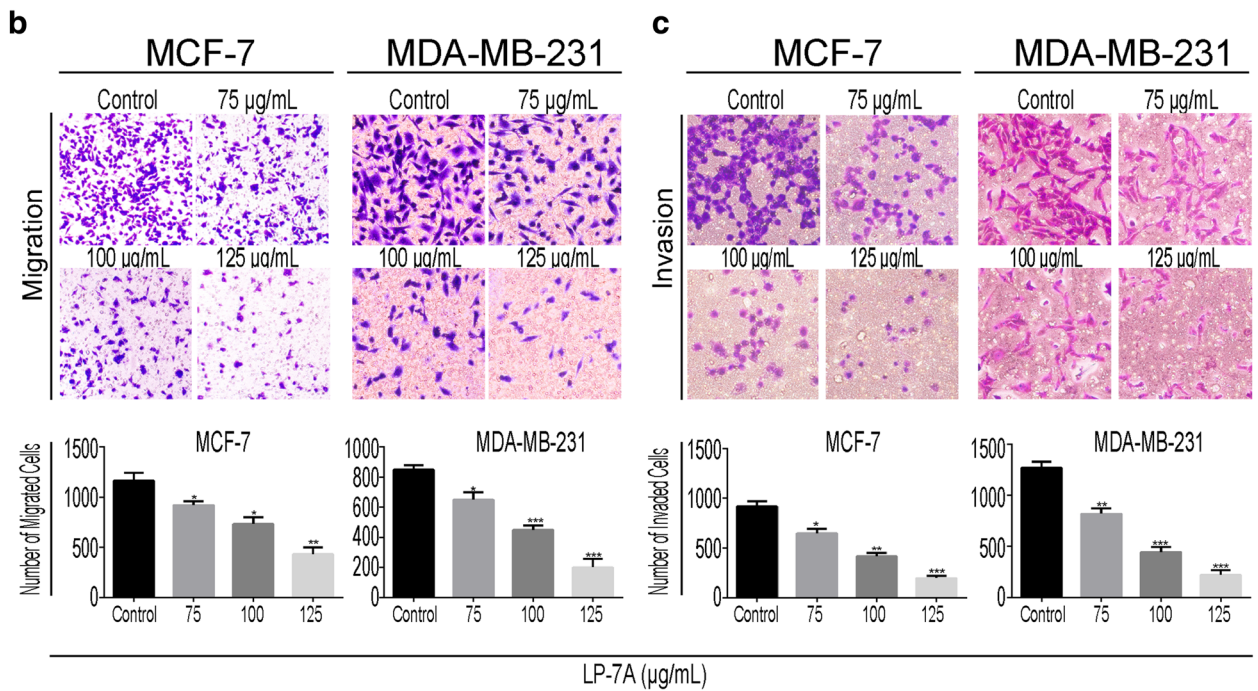 b
MCF-7 MDA-MB-231
Control 75 µg/mL Control 75 µg/mL
Migration
100 µg/mL 125 µg/mL 100 µg/mL 125 µg/mL
Number of Migrated Cells
MCF-7
1500
1000
500
0
Control 75 100 125
* * **
MDA-MB-231
1000
800
600
400
200
0
Control 75 100 125
* *** ***
c
MCF-7 MDA-MB-231
Control 75 µg/mL Control 75 µg/mL
Invasion
100 µg/mL 125 µg/mL 100 µg/mL 125 µg/mL
Number of Invaded Cells
MCF-7
1500
1000
500
0
Control 75 100 125
* ** ***
MDA-MB-231
1500
1000
500
0
Control 75 100 125
** *** ***
LP-7A (µg/mL)